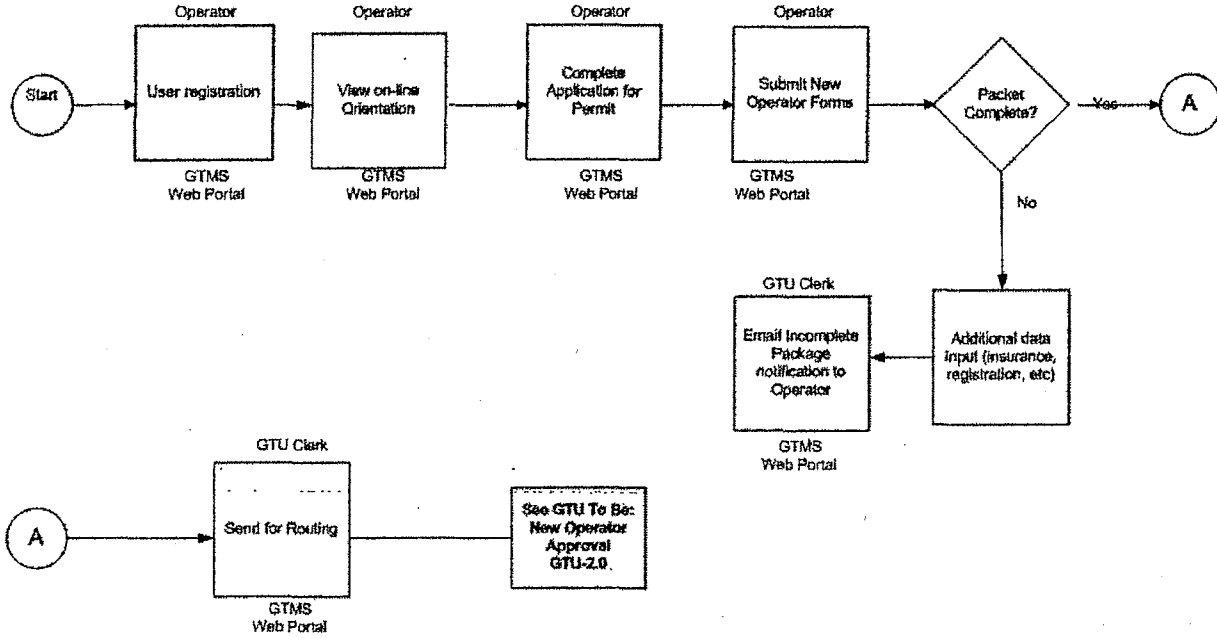 Operator
Operator
Operator
Operator
Start
User registration
View on-line
Orientation
Complete
Application for
Permit
Submit New
Operator Forms
Packet
Complete?
Yes
A
GTMS
Web Portal
GTMS
Web Portal
GTMS
Web Portal
GTMS
Web Portal
No
GTU Clerk
Email Incomplete
Package
notification to
Operator
Additional data
input (insurance,
registration, etc)
GTMS
Web Portal
GTU Clerk
A
Send for Routing
See GTU To Be:
New Operator
Approval
GTU-2.0
GTMS
Web Portal